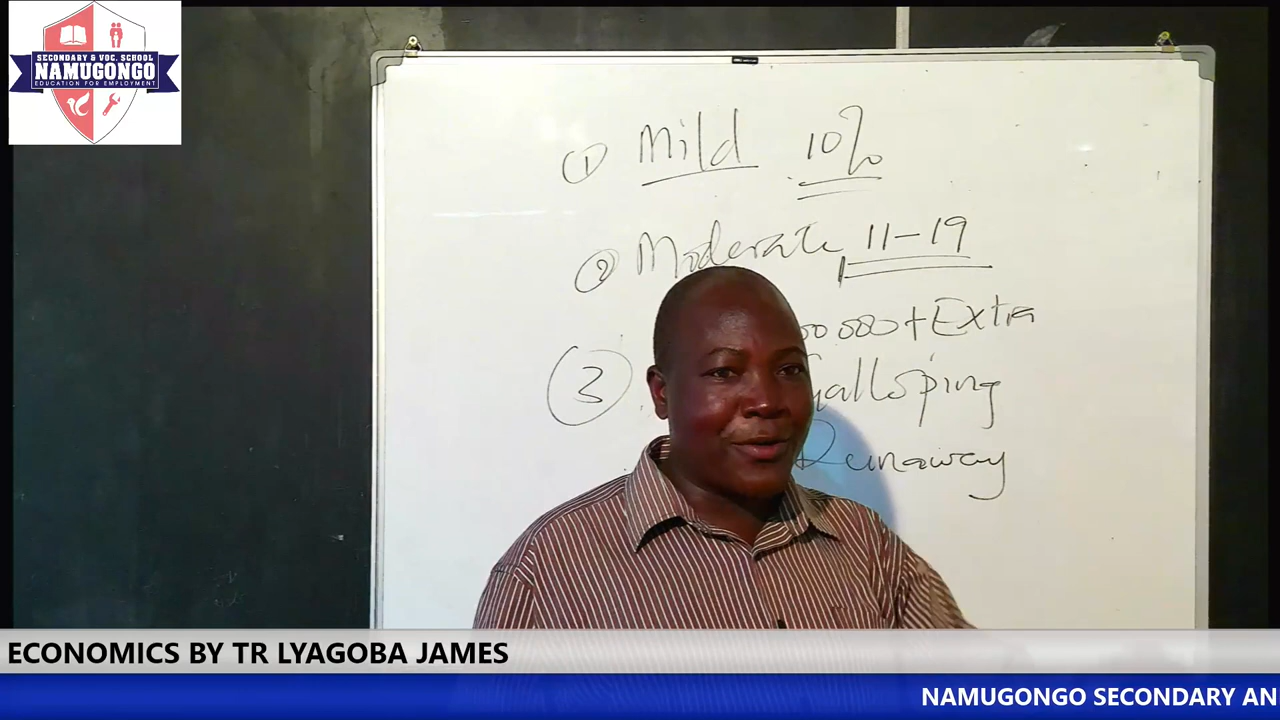 SECONDARY & VOC. SCHOOL
NAMUGONGO
EDUCATION FOR EMPLOYMENT
① Mild 10%
② Moderate 11-19
+ Extra
③ Galloping
Runaway
ECONOMICS BY TR LYAGOBA JAMES
NAMUGONGO SECONDARY AN